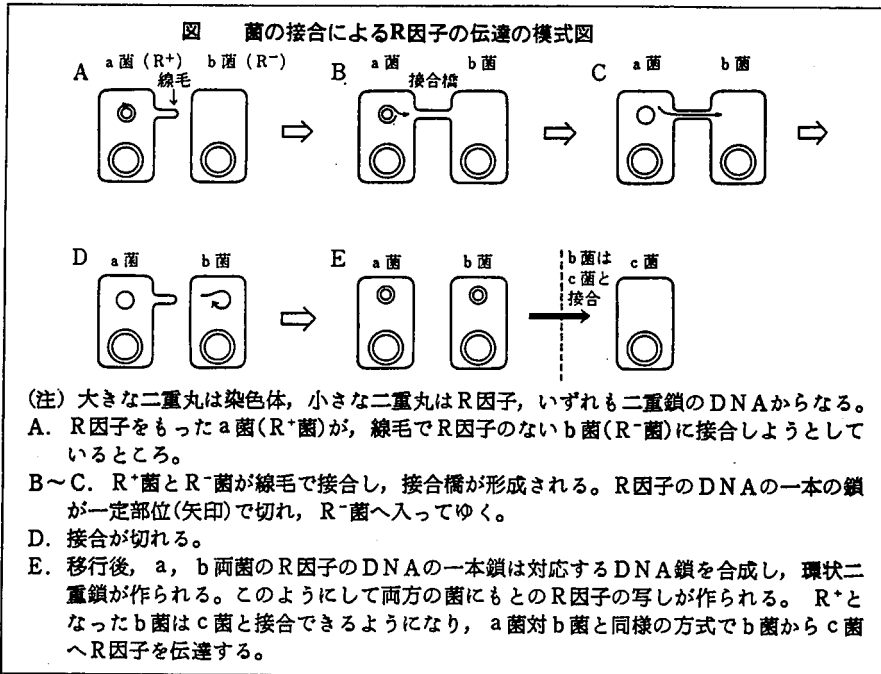 図 菌の接合によるR因子の伝達の模式図
A a菌(R⁺) b菌(R⁻)
線毛
B a菌 b菌
接合橋
C a菌 b菌
D a菌 b菌
E a菌 b菌
b菌は
c菌と
接合
c菌
(注) 大きな二重丸は染色体,小さな二重丸はR因子,いずれも二重鎖のDNAからなる。
A. R因子をもったa菌(R⁺菌)が,線毛でR因子のないb菌(R⁻菌)に接合しようとして
いるところ。
B~C. R⁺菌とR⁻菌が線毛で接合し,接合橋が形成される。R因子のDNAの一本の鎖
が一定部位(矢印)で切れ,R⁻菌へ入ってゆく。
D. 接合が切れる。
E. 移行後,a,b両菌のR因子のDNAの一本鎖は対応するDNA鎖を合成し,環状二
重鎖が作られる。このようにして両方の菌にもとのR因子の写しが作られる。 R⁺と
なったb菌はc菌と接合できるようになり,a菌対b菌と同様の方式でb菌からc菌
へR因子を伝達する。